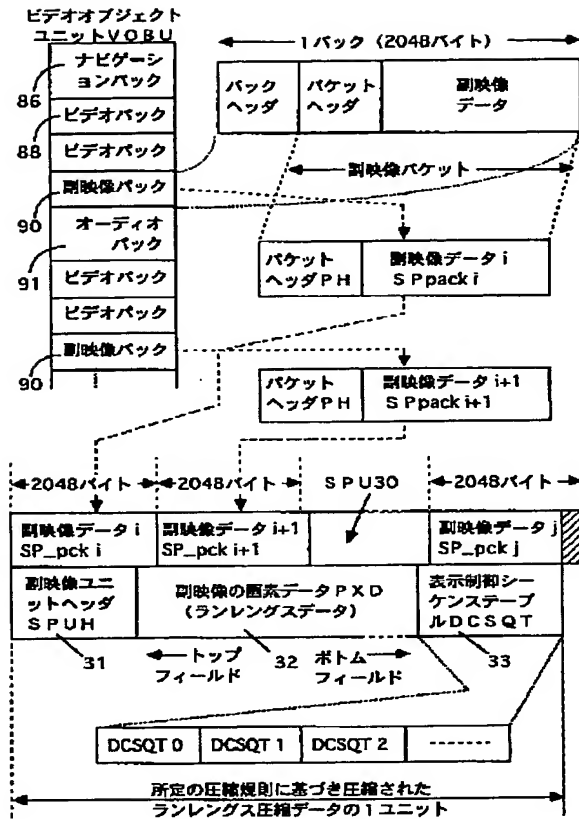 ビデオオブジェクト
ユニットVOBU
ナビゲーシ
ョンパック
86
ビデオパック
88
ビデオパック
副映像パック
90
オーディオ
パック
91
ビデオパック
ビデオパック
副映像パック
90
1パック（2048バイト）
パック
ヘッダ
パケット
ヘッダ
副映像
データ
副映像パケット
パケット
ヘッダPH
副映像データ i
SPpack i
パケット
ヘッダPH
副映像データ i+1
SPpack i+1
2048バイト
2048バイト
SPU30
2048バイト
副映像データ i
SP_pck i
副映像データ i+1
SP_pck i+1
副映像データ j
SP_pck j
副映像ユニ
ットヘッダ
SPUH
副映像の画素データPXD
(ランレングスデータ)
表示制御シー
ケンステーブ
ルDCSQT
31
トップ
フィールド
32
ボトム
フィールド
33
DCSQT 0
DCSQT 1
DCSQT 2
所定の圧縮規則に基づき圧縮された
ランレングス圧縮データの1ユニット